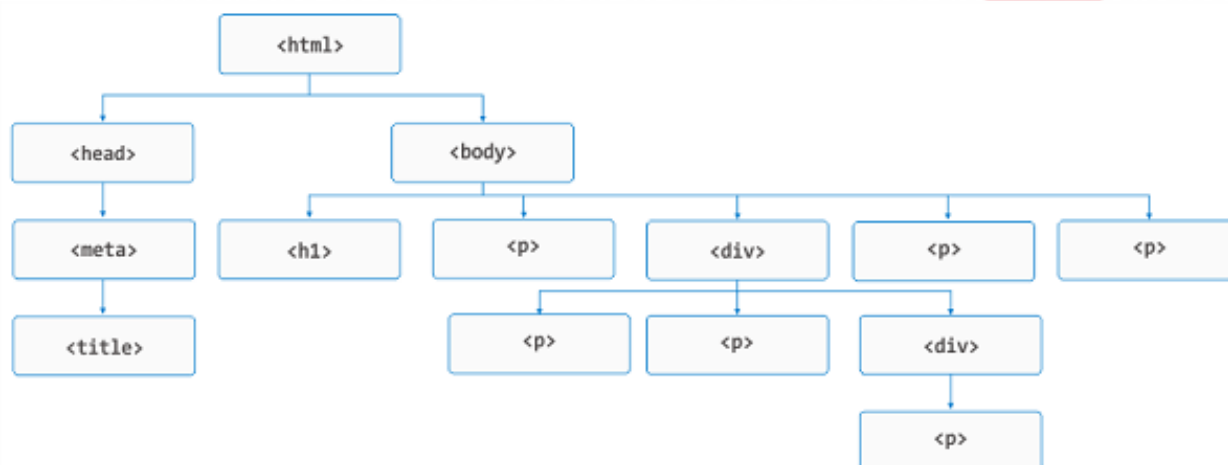 <html>
<head>
<body>
<meta>
<h1>
<p>
<div>
<p>
<p>
<title>
<p>
<p>
<div>
<p>